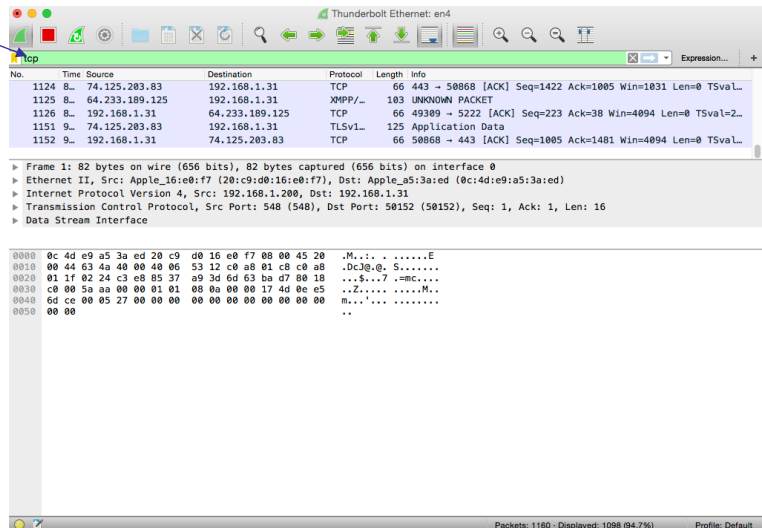 Thunderbolt Ethernet: en4
tcp Expression... +
No. Time Source Destination Protocol Length Info
1124 8… 74.125.203.83 192.168.1.31 TCP 66 443 → 50868 [ACK] Seq=1422 Ack=1005 Win=1031 Len=0 TSval…
1125 8… 64.233.189.125 192.168.1.31 XMPP/… 103 UNKNOWN PACKET
1126 8… 192.168.1.31 64.233.189.125 TCP 66 49309 → 5222 [ACK] Seq=223 Ack=38 Win=4094 Len=0 TSval=2…
1151 9… 74.125.203.83 192.168.1.31 TLSv1… 125 Application Data
1152 9… 192.168.1.31 74.125.203.83 TCP 66 50868 → 443 [ACK] Seq=1005 Ack=1481 Win=4094 Len=0 TSval…
Frame 1: 82 bytes on wire (656 bits), 82 bytes captured (656 bits) on interface 0
Ethernet II, Src: Apple_16:e0:f7 (20:c9:d0:16:e0:f7), Dst: Apple_a5:3a:ed (0c:4d:e9:a5:3a:ed)
Internet Protocol Version 4, Src: 192.168.1.200, Dst: 192.168.1.31
Transmission Control Protocol, Src Port: 548 (548), Dst Port: 50152 (50152), Seq: 1, Ack: 1, Len: 16
Data Stream Interface
0000 0c 4d e9 a5 3a ed 20 c9 d0 16 e0 f7 08 00 45 20 .M..:. . ......E
0010 00 44 63 4a 40 00 40 06 53 12 c0 a8 01 c8 c0 a8 .DcJ@.@. S.......
0020 01 1f 02 24 c3 e8 85 37 a9 3d 6d 63 ba d7 80 18 ...$...7 .=mc....
0030 cd 00 5a aa 00 00 01 01 08 0a 00 00 17 4d 0e e5 ..Z..... .....M..
0040 6d ce 00 05 27 00 00 00 00 00 00 00 00 00 00 00 m...'... ........
0050 00 00 ..
Packets: 1160 · Displayed: 1098 (94.7%) Profile: Default